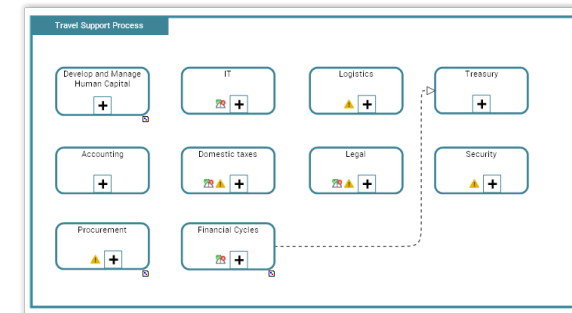 Travel Support Process
Develop and Manage
Human Capital
IT
Logistics
Treasury
Accounting
Domestic taxes
Legal
Security
Procurement
Financial Cycles